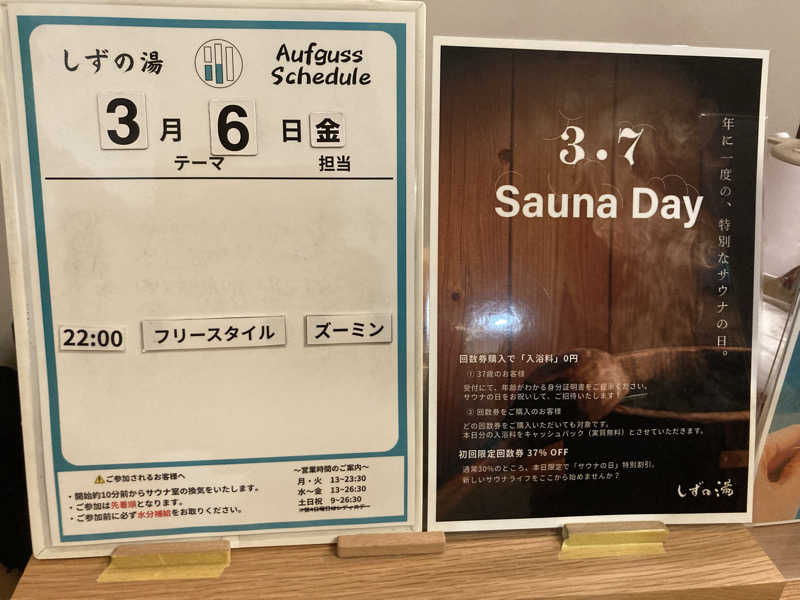 しずの湯
Aufguss
Schedule
3月6日金
テーマ 担当
22:00 フリースタイル ズーミン
⚠ご参加されるお客様へ
・開始約10分前からサウナ室の換気をいたします。
・ご参加は先着順となります。
・ご参加前に必ず水分補給をお取りください。
〜営業時間のご案内〜
月・火 13~23:30
水〜金 13~26:30
土日祝 9~26:30
3.7
Sauna Day
年に一度の、特別なサウナの日。
回数券購入で「入浴料」0円
① 37歳のお客様
受付にて、年齢がわかる身分証明書をご提示ください。
サウナの日をお祝いして、ご招待いたします!
② 回数券をご購入のお客様
どの回数券をご購入いただいても対象です。
本日分の入浴料をキャッシュバック(実質無料)とさせていただきます。
初回限定回数券 37% OFF
通常30%のところ、本日限定で「サウナの日」特別割引。
新しいサウナライフをここから始めませんか?
しずの湯